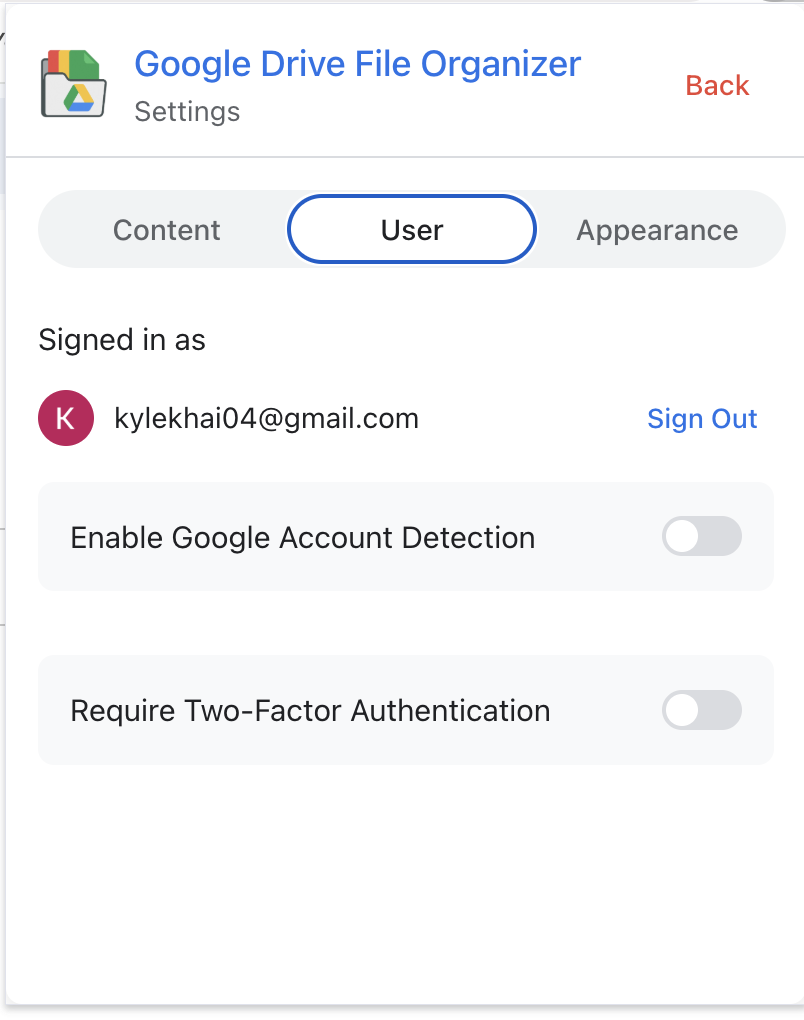 Google Drive File Organizer
Settings
Back
Content
User
Appearance
Signed in as
K
kylekhai04@gmail.com
Sign Out
Enable Google Account Detection
Require Two-Factor Authentication